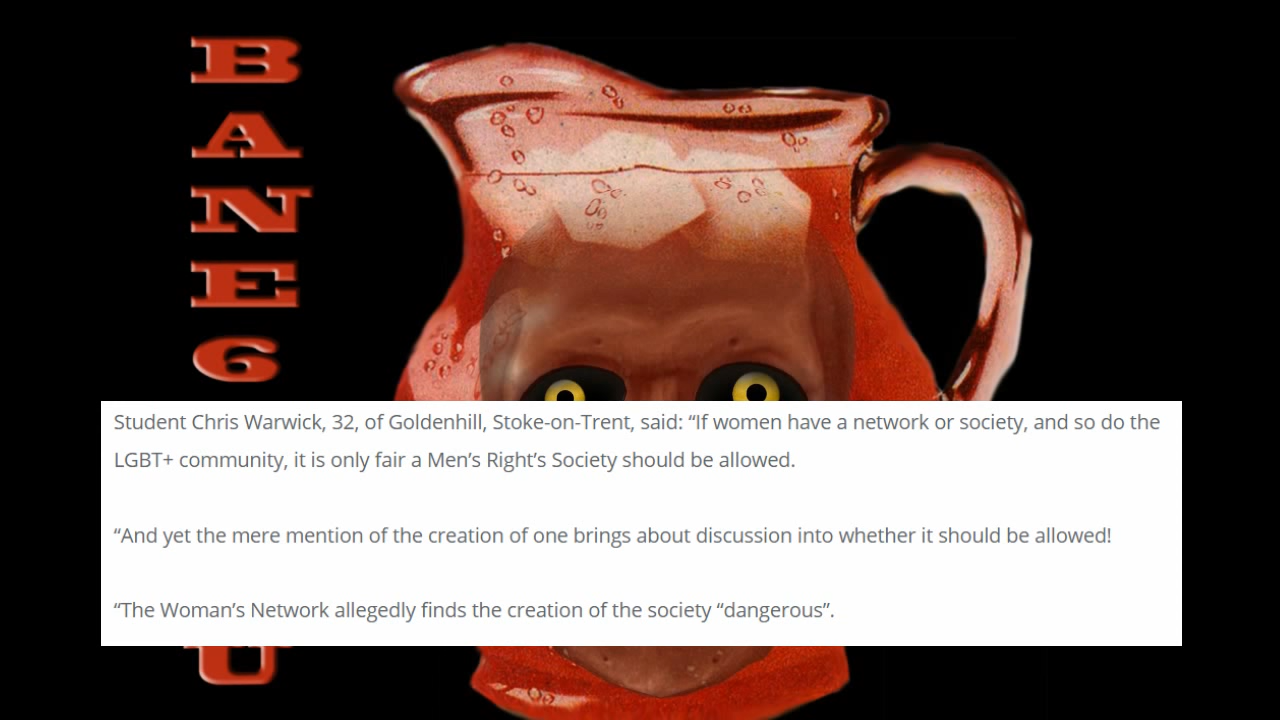 B
A
N
E
6
U
Student Chris Warwick, 32, of Goldenhill, Stoke-on-Trent, said: “If women have a network or society, and so do the
LGBT+ community, it is only fair a Men’s Right’s Society should be allowed.
“And yet the mere mention of the creation of one brings about discussion into whether it should be allowed!
“The Woman’s Network allegedly finds the creation of the society “dangerous”.